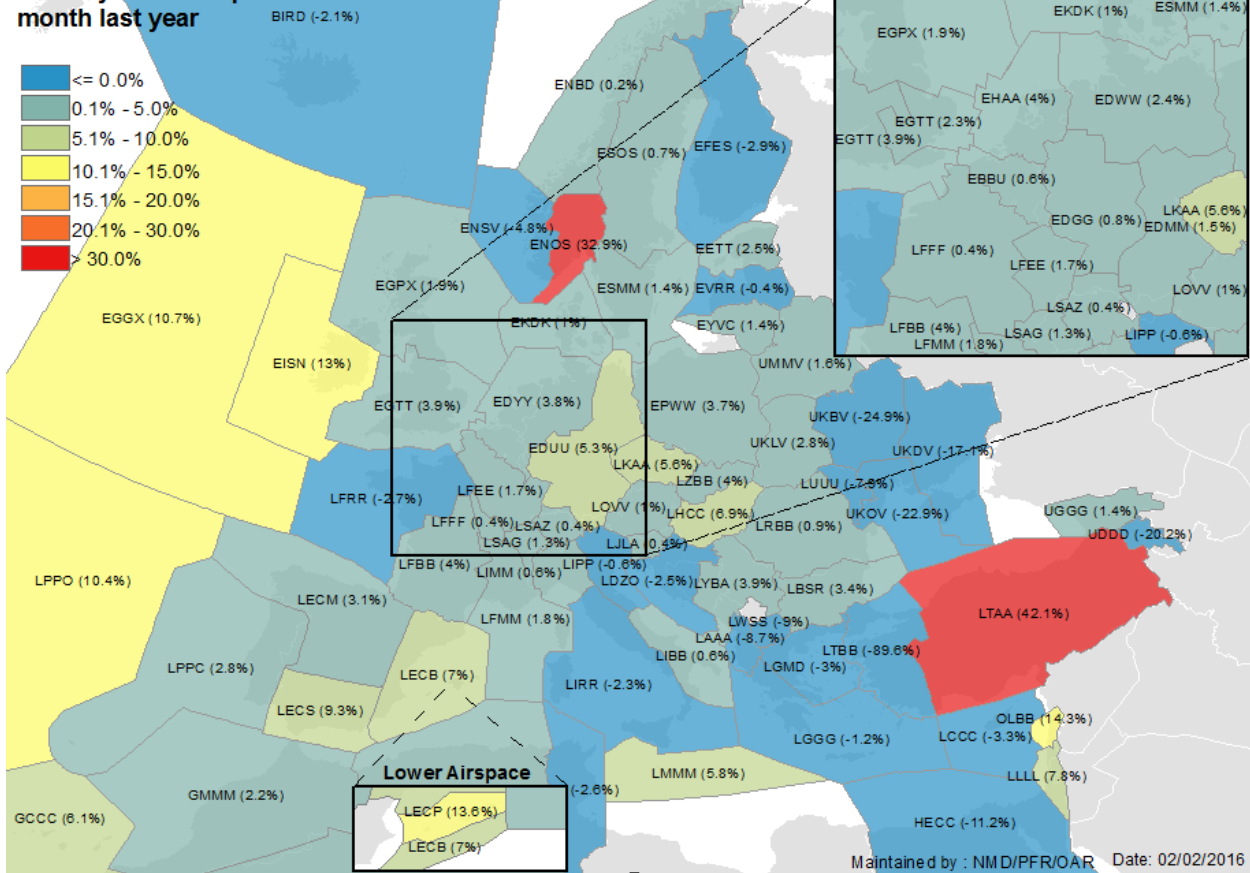 month last year
<= 0.0%
0.1% - 5.0%
5.1% - 10.0%
10.1% - 15.0%
15.1% - 20.0%
20.1% - 30.0%
> 30.0%
BIRD (-2.1%)
ENBD (0.2%)
ESOS (0.7%)
EFES (-2.9%)
ENSV (-4.8%)
ENOS (32.9%)
EETT (2.5%)
EGPX (1.9%)
ESMM (1.4%)
EVRR (-0.4%)
EGGX (10.7%)
EKDK (1%)
EYVC (1.4%)
EISN (13%)
UMMV (1.6%)
EGTT (3.9%)
EDYY (3.8%)
EPWW (3.7%)
UKBV (-24.9%)
EDUU (5.3%)
UKLV (2.8%)
UKDV (-17.1%)
LKAA (5.6%)
LZBB (4%)
LUUU (-7.8%)
LFRR (-2.7%)
LFEE (1.7%)
LOVV (1%)
LHCC (6.9%)
UKOV (-22.9%)
LFFF (0.4%)
LSAZ (0.4%)
LRBB (0.9%)
UGGG (1.4%)
LSAG (1.3%)
LJLA (0.4%)
UDDD (-20.2%)
LFBB (4%)
LIMM (0.6%)
LIPP (-0.6%)
LDZO (-2.5%)
LYBA (3.9%)
LBSR (3.4%)
LPPO (10.4%)
LECM (3.1%)
LFMM (1.8%)
LWSS (-9%)
LTAA (42.1%)
LAAA (-8.7%)
LIBB (0.6%)
LGMD (-3%)
LTBB (-89.6%)
LPPC (2.8%)
LECB (7%)
LIRR (-2.3%)
LECS (9.3%)
OLBB (14.3%)
LGGG (-1.2%)
LCCC (-3.3%)
LMMM (5.8%)
LLLL (7.8%)
GMMM (2.2%)
(-2.6%)
GCCC (6.1%)
HECC (-11.2%)
Lower Airspace
LECP (13.6%)
LECB (7%)
EKDK (1%)
ESMM (1.4%)
EGPX (1.9%)
EHAA (4%)
EDWW (2.4%)
EGTT (2.3%)
EGTT (3.9%)
EBBU (0.6%)
LKAA (5.6%)
EDGG (0.8%)
EDMM (1.5%)
LFFF (0.4%)
LFEE (1.7%)
LOVV (1%)
LSAZ (0.4%)
LFBB (4%)
LSAG (1.3%)
LIPP (-0.6%)
LFMM (1.8%)
Maintained by : NMD/PFR/OAR Date: 02/02/2016